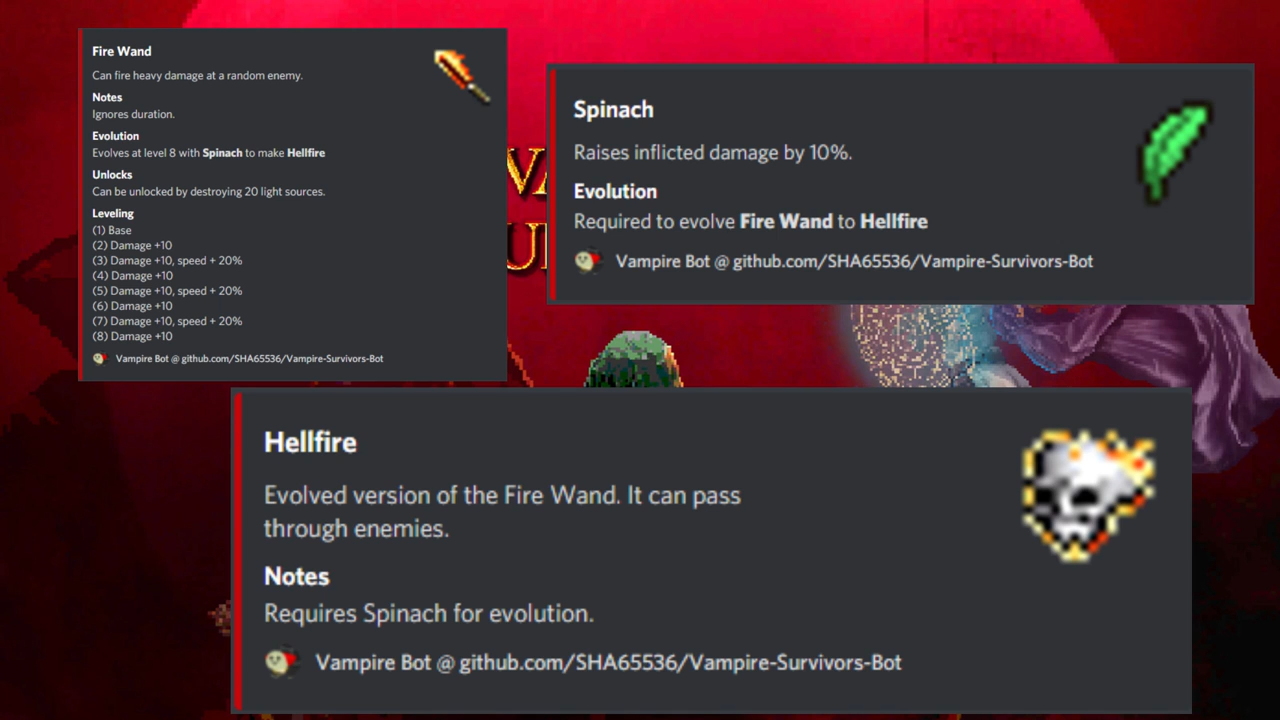 Fire Wand
Can fire heavy damage at a random enemy.
Notes
Ignores duration.
Evolution
Evolves at level 8 with Spinach to make Hellfire
Unlocks
Can be unlocked by destroying 20 light sources.
Leveling
(1) Base
(2) Damage +10
(3) Damage +10, speed + 20%
(4) Damage +10
(5) Damage +10, speed + 20%
(6) Damage +10
(7) Damage +10, speed + 20%
(8) Damage +10
Vampire Bot @ github.com/SHA65536/Vampire-Survivors-Bot
Spinach
Raises inflicted damage by 10%.
Evolution
Required to evolve Fire Wand to Hellfire
Vampire Bot @ github.com/SHA65536/Vampire-Survivors-Bot
Hellfire
Evolved version of the Fire Wand. It can pass
through enemies.
Notes
Requires Spinach for evolution.
Vampire Bot @ github.com/SHA65536/Vampire-Survivors-Bot